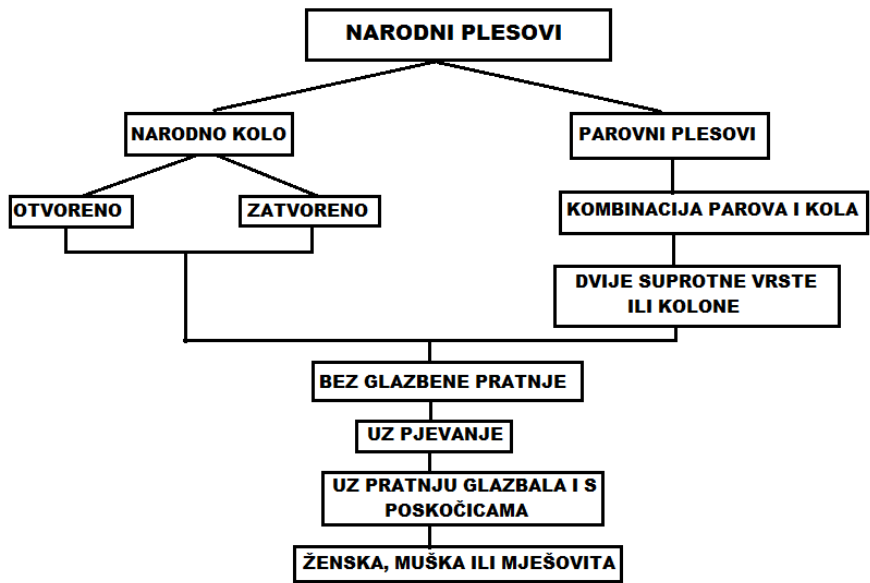 NARODNI PLESOVI
NARODNO KOLO
PAROVNI PLESOVI
OTVORENO
ZATVORENO
KOMBINACIJA PAROVA I KOLA
DVIJE SUPROTNE VRSTE
ILI KOLONE
BEZ GLAZBENE PRATNJE
UZ PJEVANJE
UZ PRATNJU GLAZBALA I S
POSKOČICAMA
ŽENSKA, MUŠKA ILI MJEŠOVITA